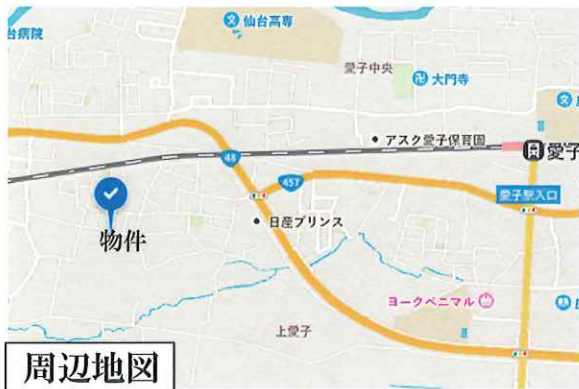 仙台高専
台病院
愛子中央
大門寺
アスク愛子保育園
愛子
48
457
愛子駅入口
物件
日産プリンス
ヨークベニマル
上愛子
周辺地図